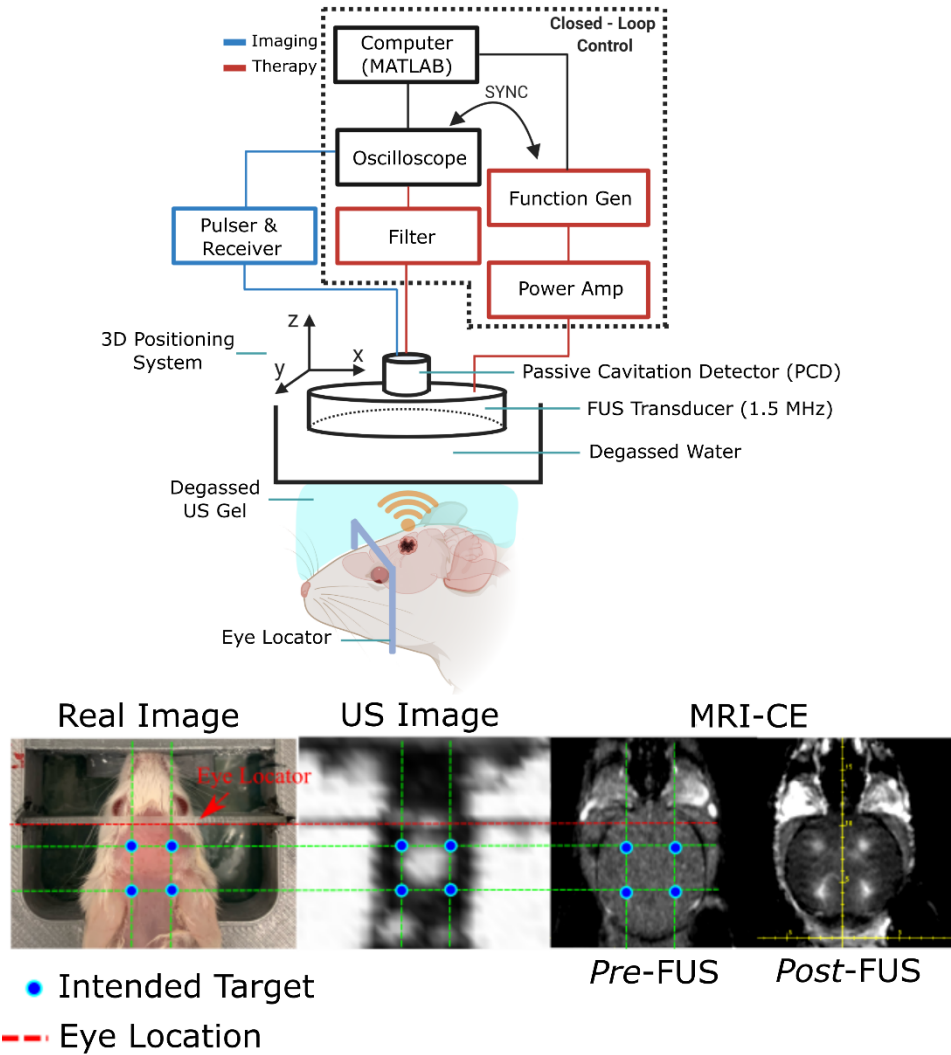 Closed - Loop
Control
Imaging
Therapy
Computer
(MATLAB)
SYNC
Oscilloscope
Function Gen
Pulser &
Receiver
Filter
Power Amp
3D Positioning
System
z
x
y
Passive Cavitation Detector (PCD)
FUS Transducer (1.5 MHz)
Degassed Water
Degassed
US Gel
Eye Locator
Real Image
US Image
MRI-CE
Eye Locator
Pre-FUS
Post-FUS
Intended Target
Eye Location